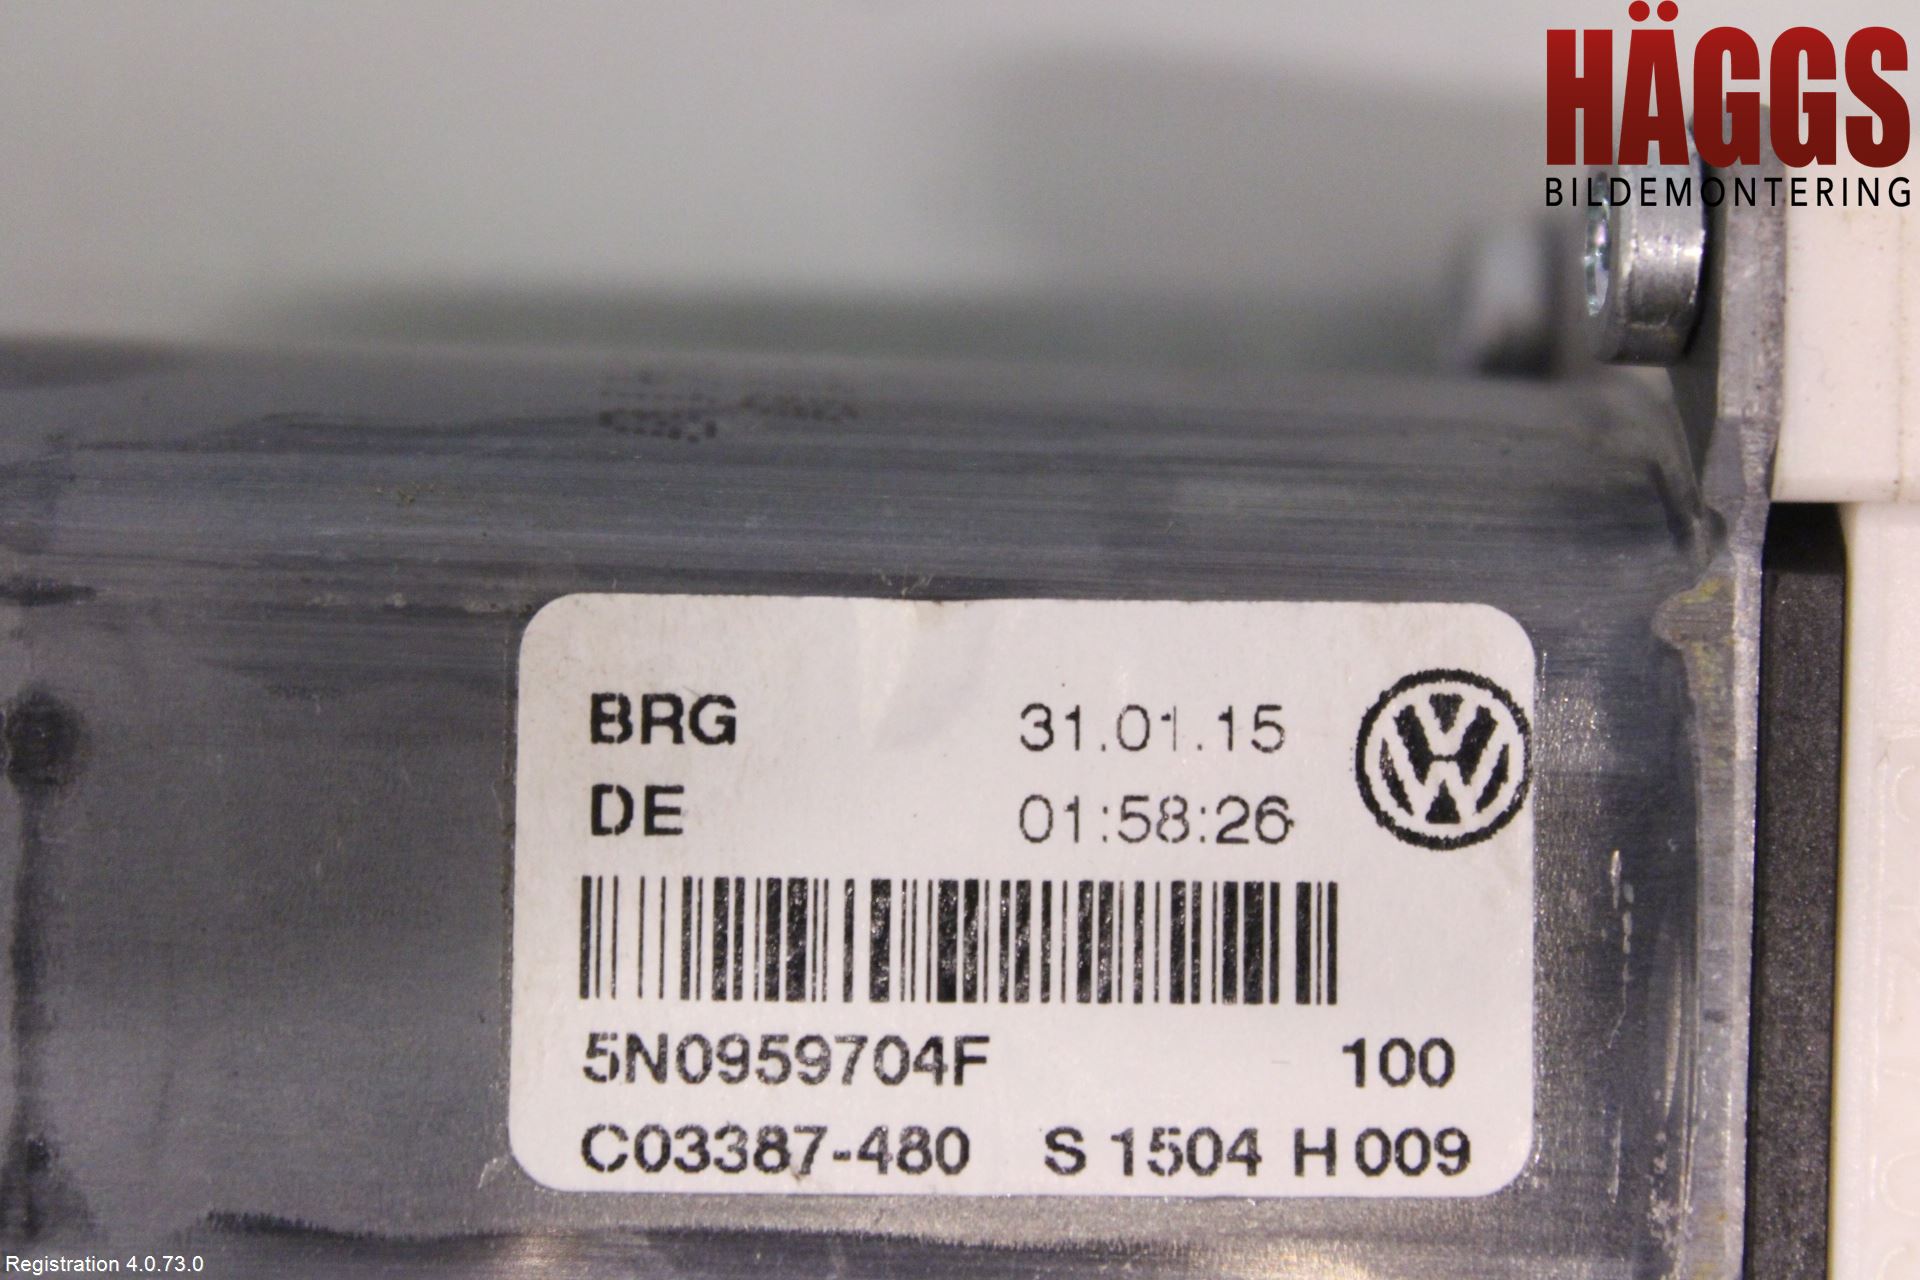 HÄGGS
BILDEMONTERING
BRG 31.01.15
DE 01:58:26
5N0959704F 100
C03387-480 S 1504 H 009
Registration 4.0.73.0